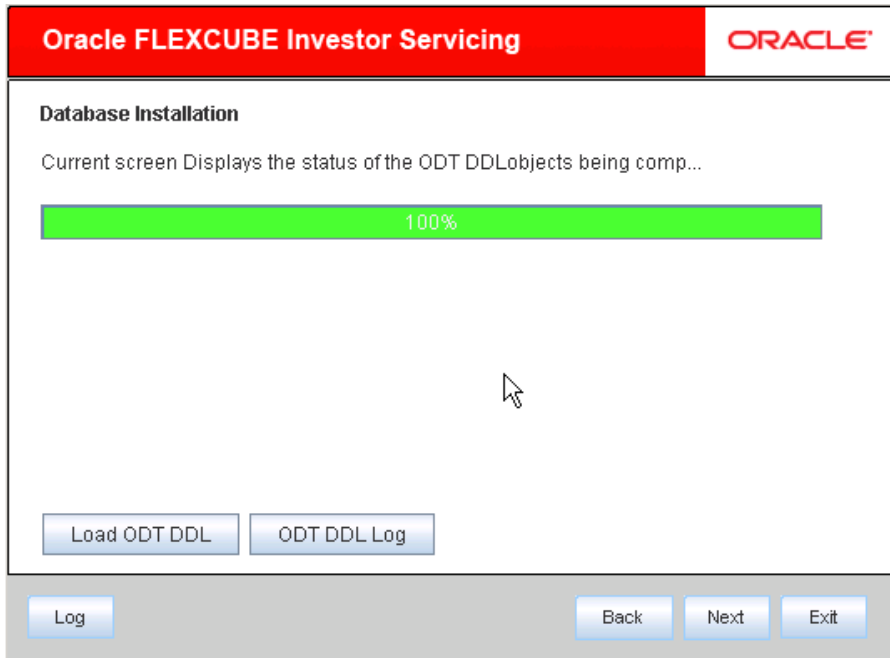 Oracle FLEXCUBE Investor Servicing
ORACLE
Database Installation
Current screen Displays the status of the ODT DDLobjects being comp...
100%
Load ODT DDL
ODT DDL Log
Log
Back
Next
Exit